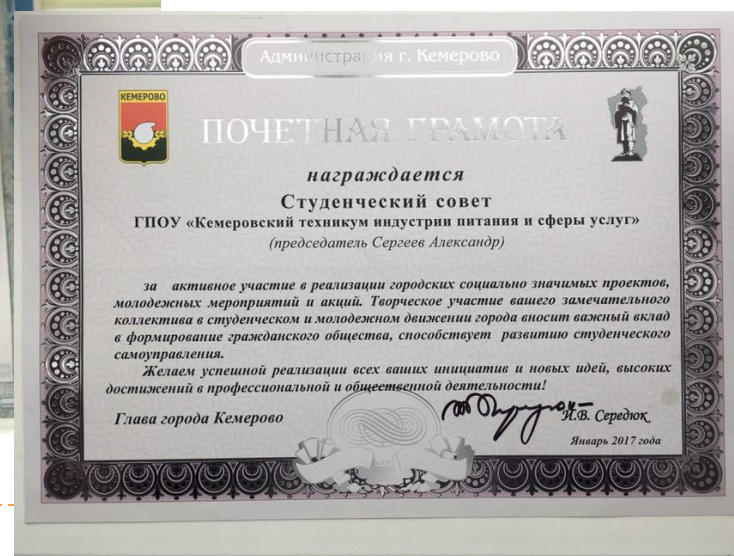 Администрация г. Кемерово
КЕМЕРОВО
ПОЧЕТНАЯ ГРАМОТА
награждается
Студенческий совет
ГПОУ «Кемеровский техникум индустрии питания и сферы услуг»
(председатель Сергеев Александр)
за активное участие в реализации городских социально значимых проектов,
молодежных мероприятий и акций. Творческое участие вашего замечательного
коллектива в студенческом и молодежном движении города вносит важный вклад
в формирование гражданского общества, способствует развитию студенческого
самоуправления.
Желаем успешной реализации всех ваших инициатив и новых идей, высоких
достижений в профессиональной и общественной деятельности!
Глава города Кемерово
И.В. Середюк
Январь 2017 года